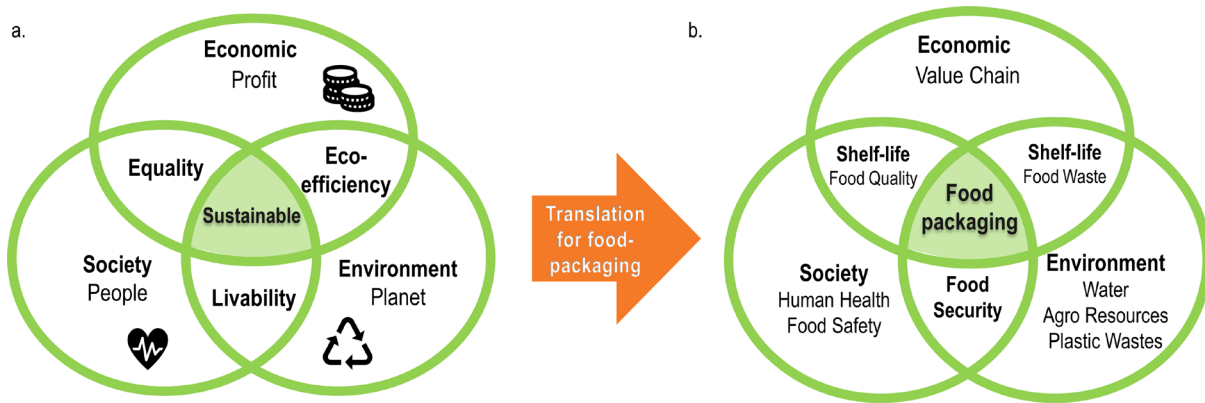 a.
Economic
Profit
Equality
Eco-
efficiency
Sustainable
Society
People
Livability
Environment
Planet
Translation
for food-
packaging
b.
Economic
Value Chain
Shelf-life
Food Quality
Shelf-life
Food Waste
Food
packaging
Society
Human Health
Food Safety
Food
Security
Environment
Water
Agro Resources
Plastic Wastes